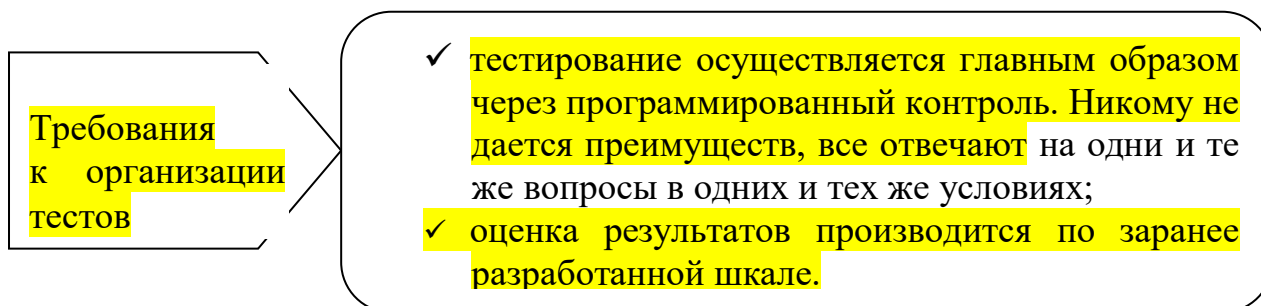 Требования
к организации
тестов
✓ тестирование осуществляется главным образом
через программированный контроль. Никому не
дается преимуществ, все отвечают на одни и те
же вопросы в одних и тех же условиях;
✓ оценка результатов производится по заранее
разработанной шкале.